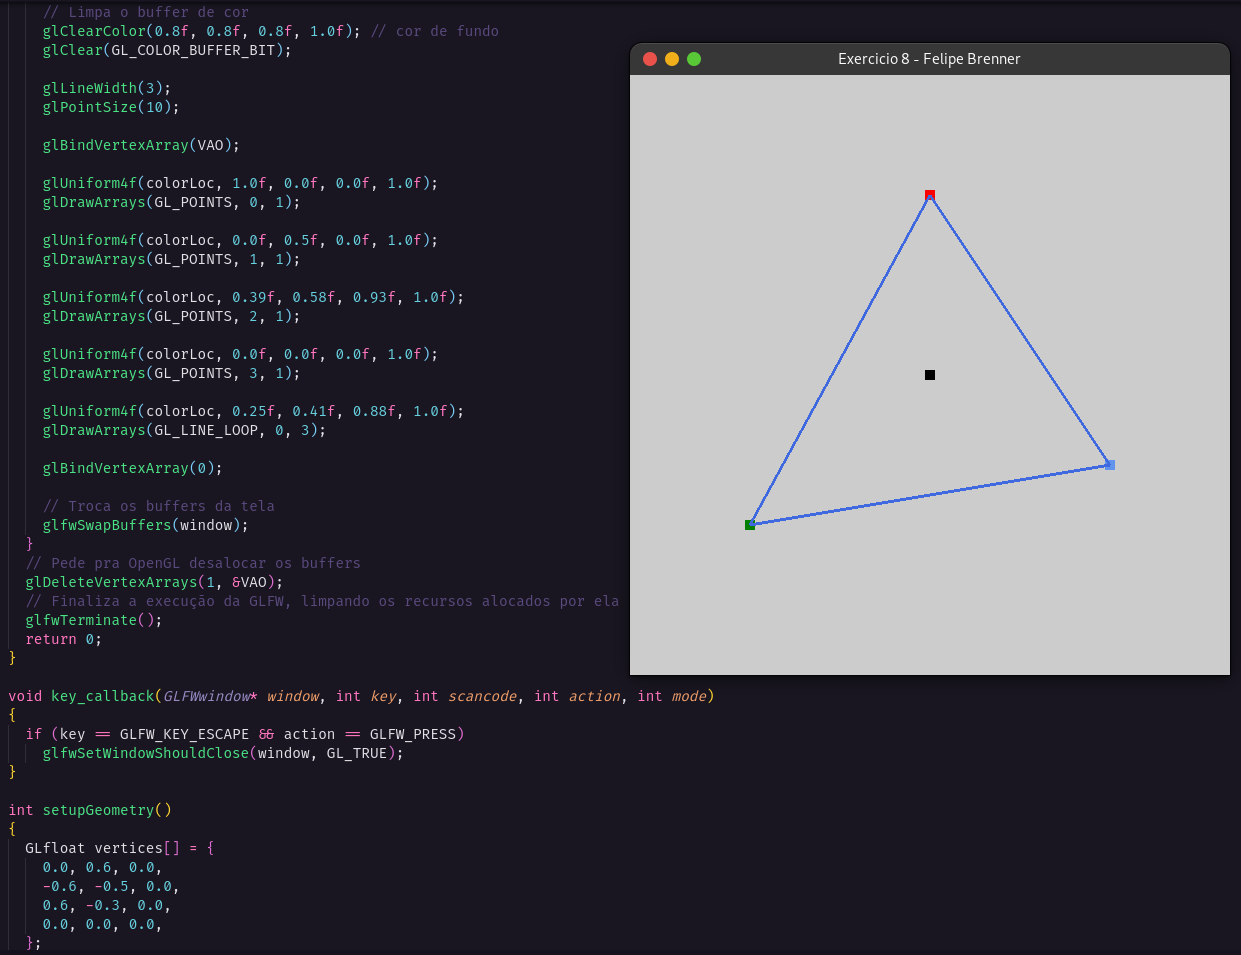 // Limpa o buffer de cor
glClearColor(0.8f, 0.8f, 0.8f, 1.0f); // cor de fundo
glClear(GL_COLOR_BUFFER_BIT);
glLineWidth(3);
glPointSize(10);
glBindVertexArray(VAO);
glUniform4f(colorLoc, 1.0f, 0.0f, 0.0f, 1.0f);
glDrawArrays(GL_POINTS, 0, 1);
glUniform4f(colorLoc, 0.0f, 0.5f, 0.0f, 1.0f);
glDrawArrays(GL_POINTS, 1, 1);
glUniform4f(colorLoc, 0.39f, 0.58f, 0.93f, 1.0f);
glDrawArrays(GL_POINTS, 2, 1);
glUniform4f(colorLoc, 0.0f, 0.0f, 0.0f, 1.0f);
glDrawArrays(GL_POINTS, 3, 1);
glUniform4f(colorLoc, 0.25f, 0.41f, 0.88f, 1.0f);
glDrawArrays(GL_LINE_LOOP, 0, 3);
glBindVertexArray(0);
// Troca os buffers da tela
glfwSwapBuffers(window);
}
// Pede pra OpenGL desalocar os buffers
glDeleteVertexArrays(1, &VAO);
// Finaliza a execução da GLFW, limpando os recursos alocados por ela
glfwTerminate();
return 0;
}
void key_callback(GLFWwindow* window, int key, int scancode, int action, int mode)
{
if (key == GLFW_KEY_ESCAPE && action == GLFW_PRESS)
glfwSetWindowShouldClose(window, GL_TRUE);
}
int setupGeometry()
{
GLfloat vertices[] = {
0.0, 0.6, 0.0,
-0.6, -0.5, 0.0,
0.6, -0.3, 0.0,
0.0, 0.0, 0.0,
};
Exercicio 8 - Felipe Brenner